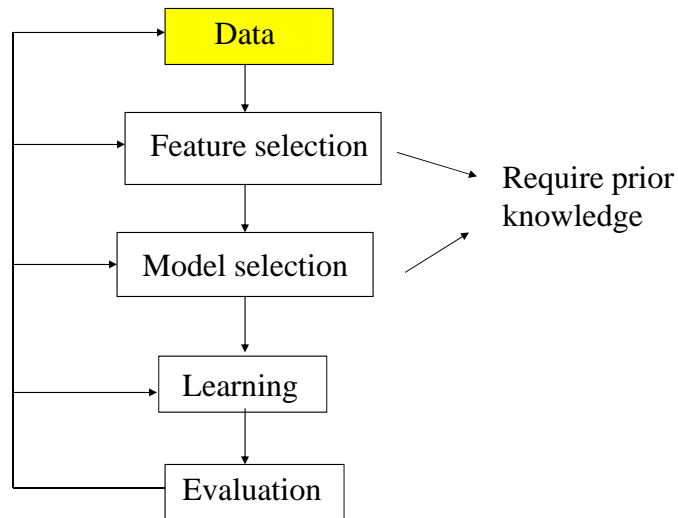 Data
Feature selection
Require prior
knowledge
Model selection
Learning
Evaluation